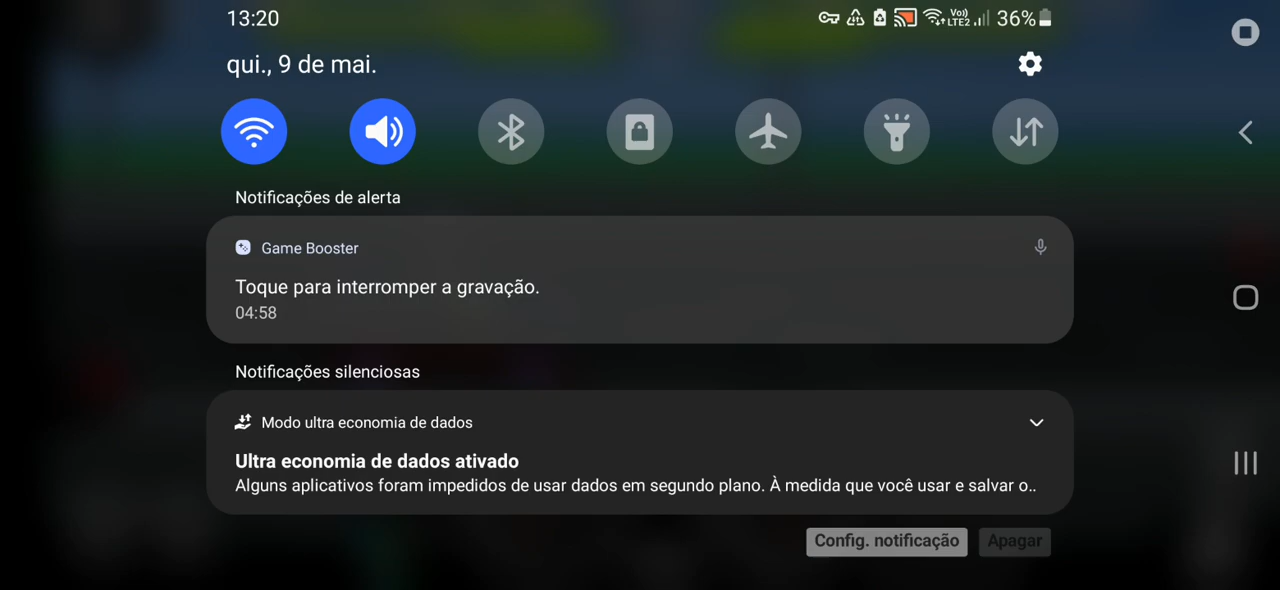 13:20
Vo) LTE2 36%
qui., 9 de mai.
Notificações de alerta
Game Booster
Toque para interromper a gravação.
04:58
Notificações silenciosas
Modo ultra economia de dados
Ultra economia de dados ativado
Alguns aplicativos foram impedidos de usar dados em segundo plano. À medida que você usar e salvar o..
Config. notificação Apagar